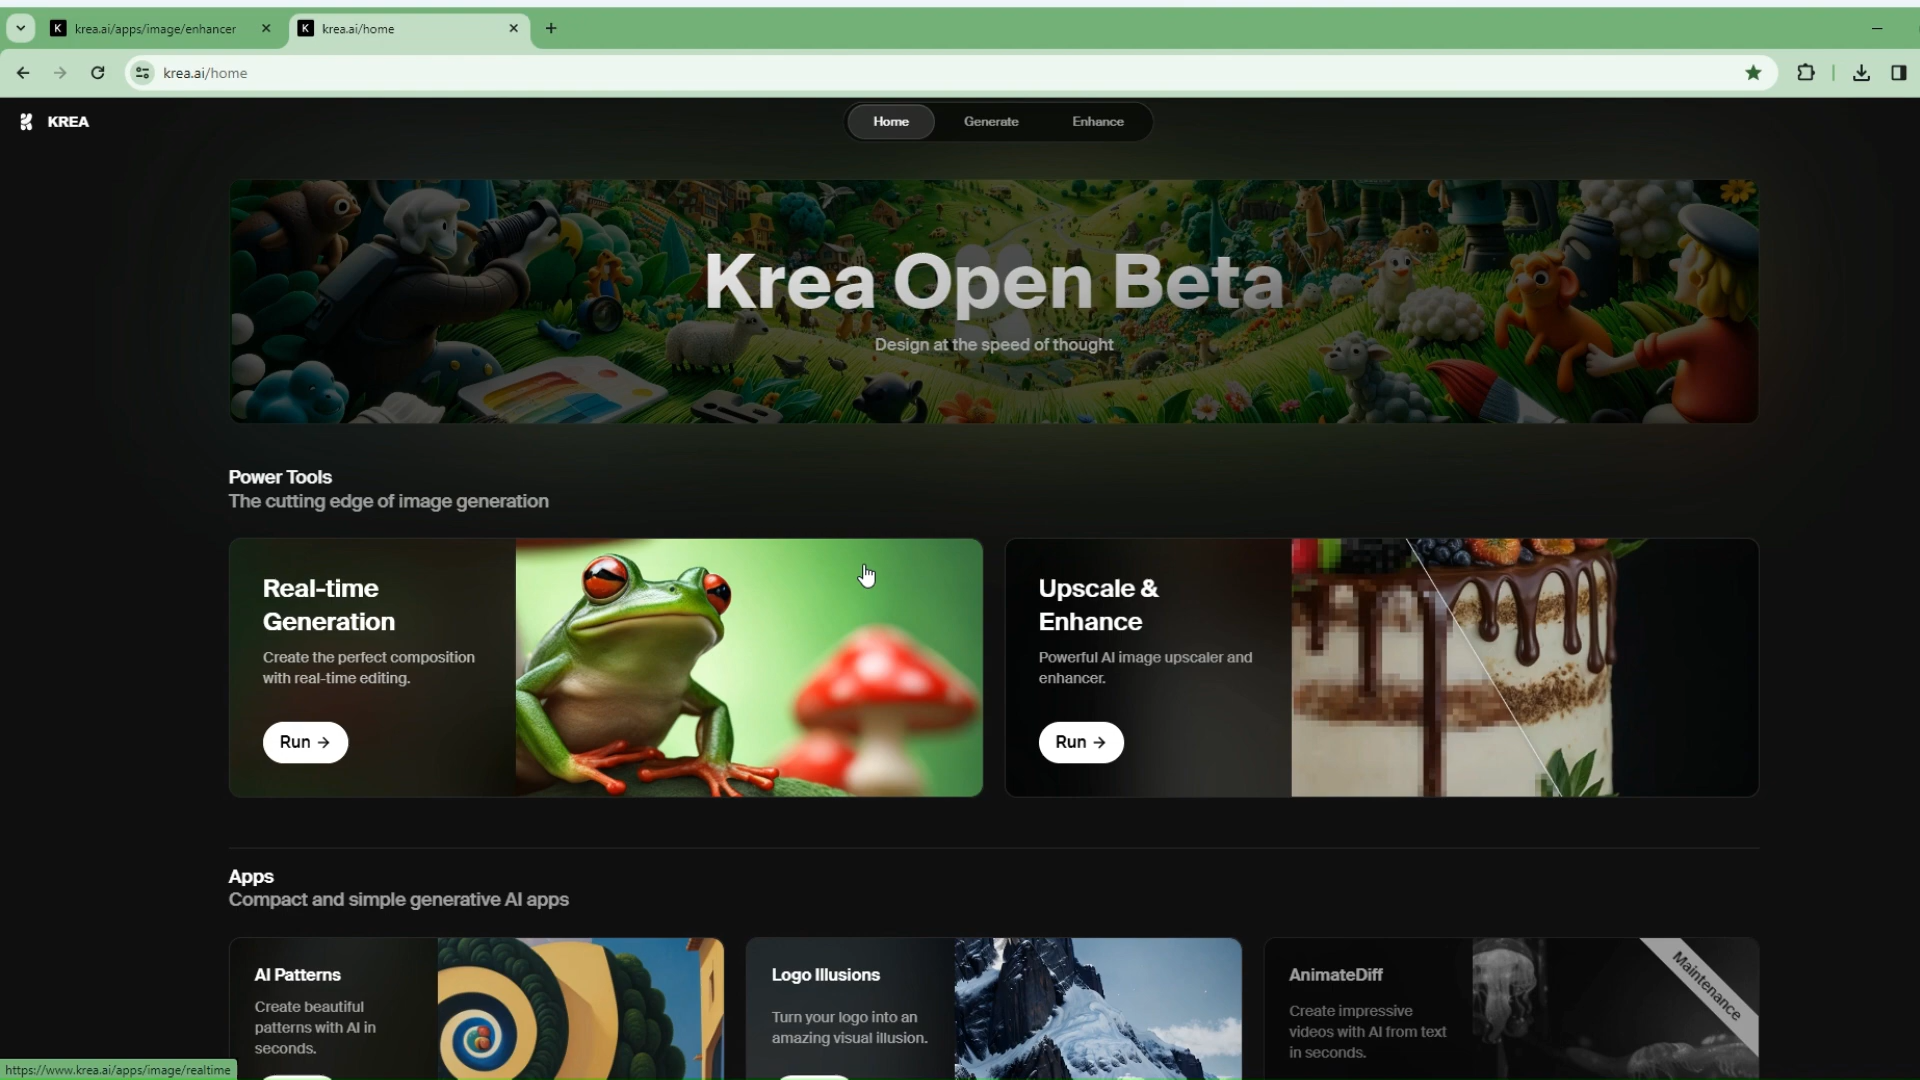 krea.ai/apps/image/enhancer
krea.ai/home
krea.ai/home
KREA
Home
Generate
Enhance
Krea Open Beta
Design at the speed of thought
Power Tools
The cutting edge of image generation
Real-time
Generation
Create the perfect composition
with real-time editing.
Run →
Upscale &
Enhance
Powerful AI image upscaler and
enhancer.
Run →
Apps
Compact and simple generative AI apps
AI Patterns
Create beautiful
patterns with AI in
seconds.
Logo Illusions
Turn your logo into an
amazing visual illusion.
AnimateDiff
Create impressive
videos with AI from text
in seconds.
Maintenance
https://www.krea.ai/apps/image/realtime